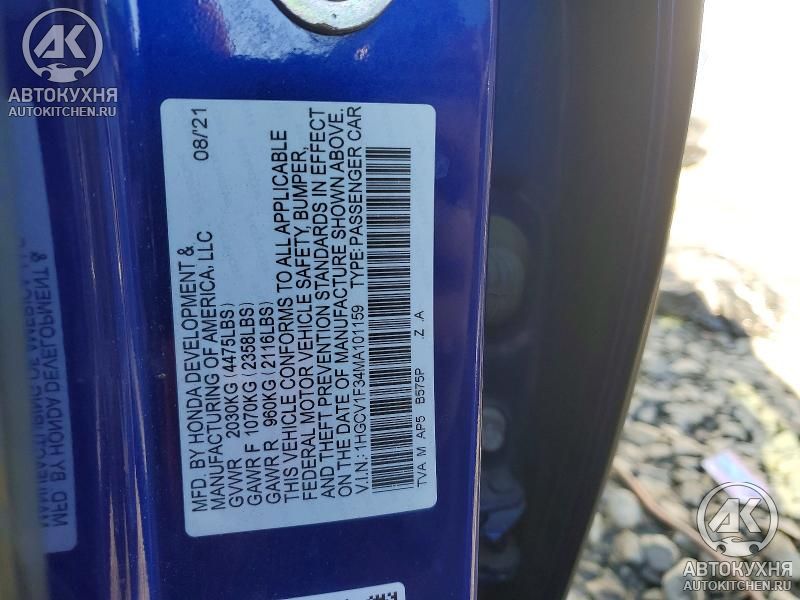 AK
АВТОКУХНЯ
AUTOKITCHEN.RU
MFD. BY HONDA DEVELOPMENT & 08/'21
MANUFACTURING OF AMERICA, LLC
GVWR 2030KG (4475LBS)
GAWR F 1070KG (2358LBS)
GAWR R 960KG (2116LBS)
THIS VEHICLE CONFORMS TO ALL APPLICABLE
FEDERAL MOTOR VEHICLE SAFETY, BUMPER,
AND THEFT PREVENTION STANDARDS IN EFFECT
ON THE DATE OF MANUFACTURE SHOWN ABOVE.
V.I.N.: 1HGCV1F34MA101159 TYPE: PASSENGER CAR
TVA M AP5 B575P .Z .A
MFD. BY HONDA DEVELOPMENT &
AK
АВТОКУХНЯ
AUTOKITCHEN.RU